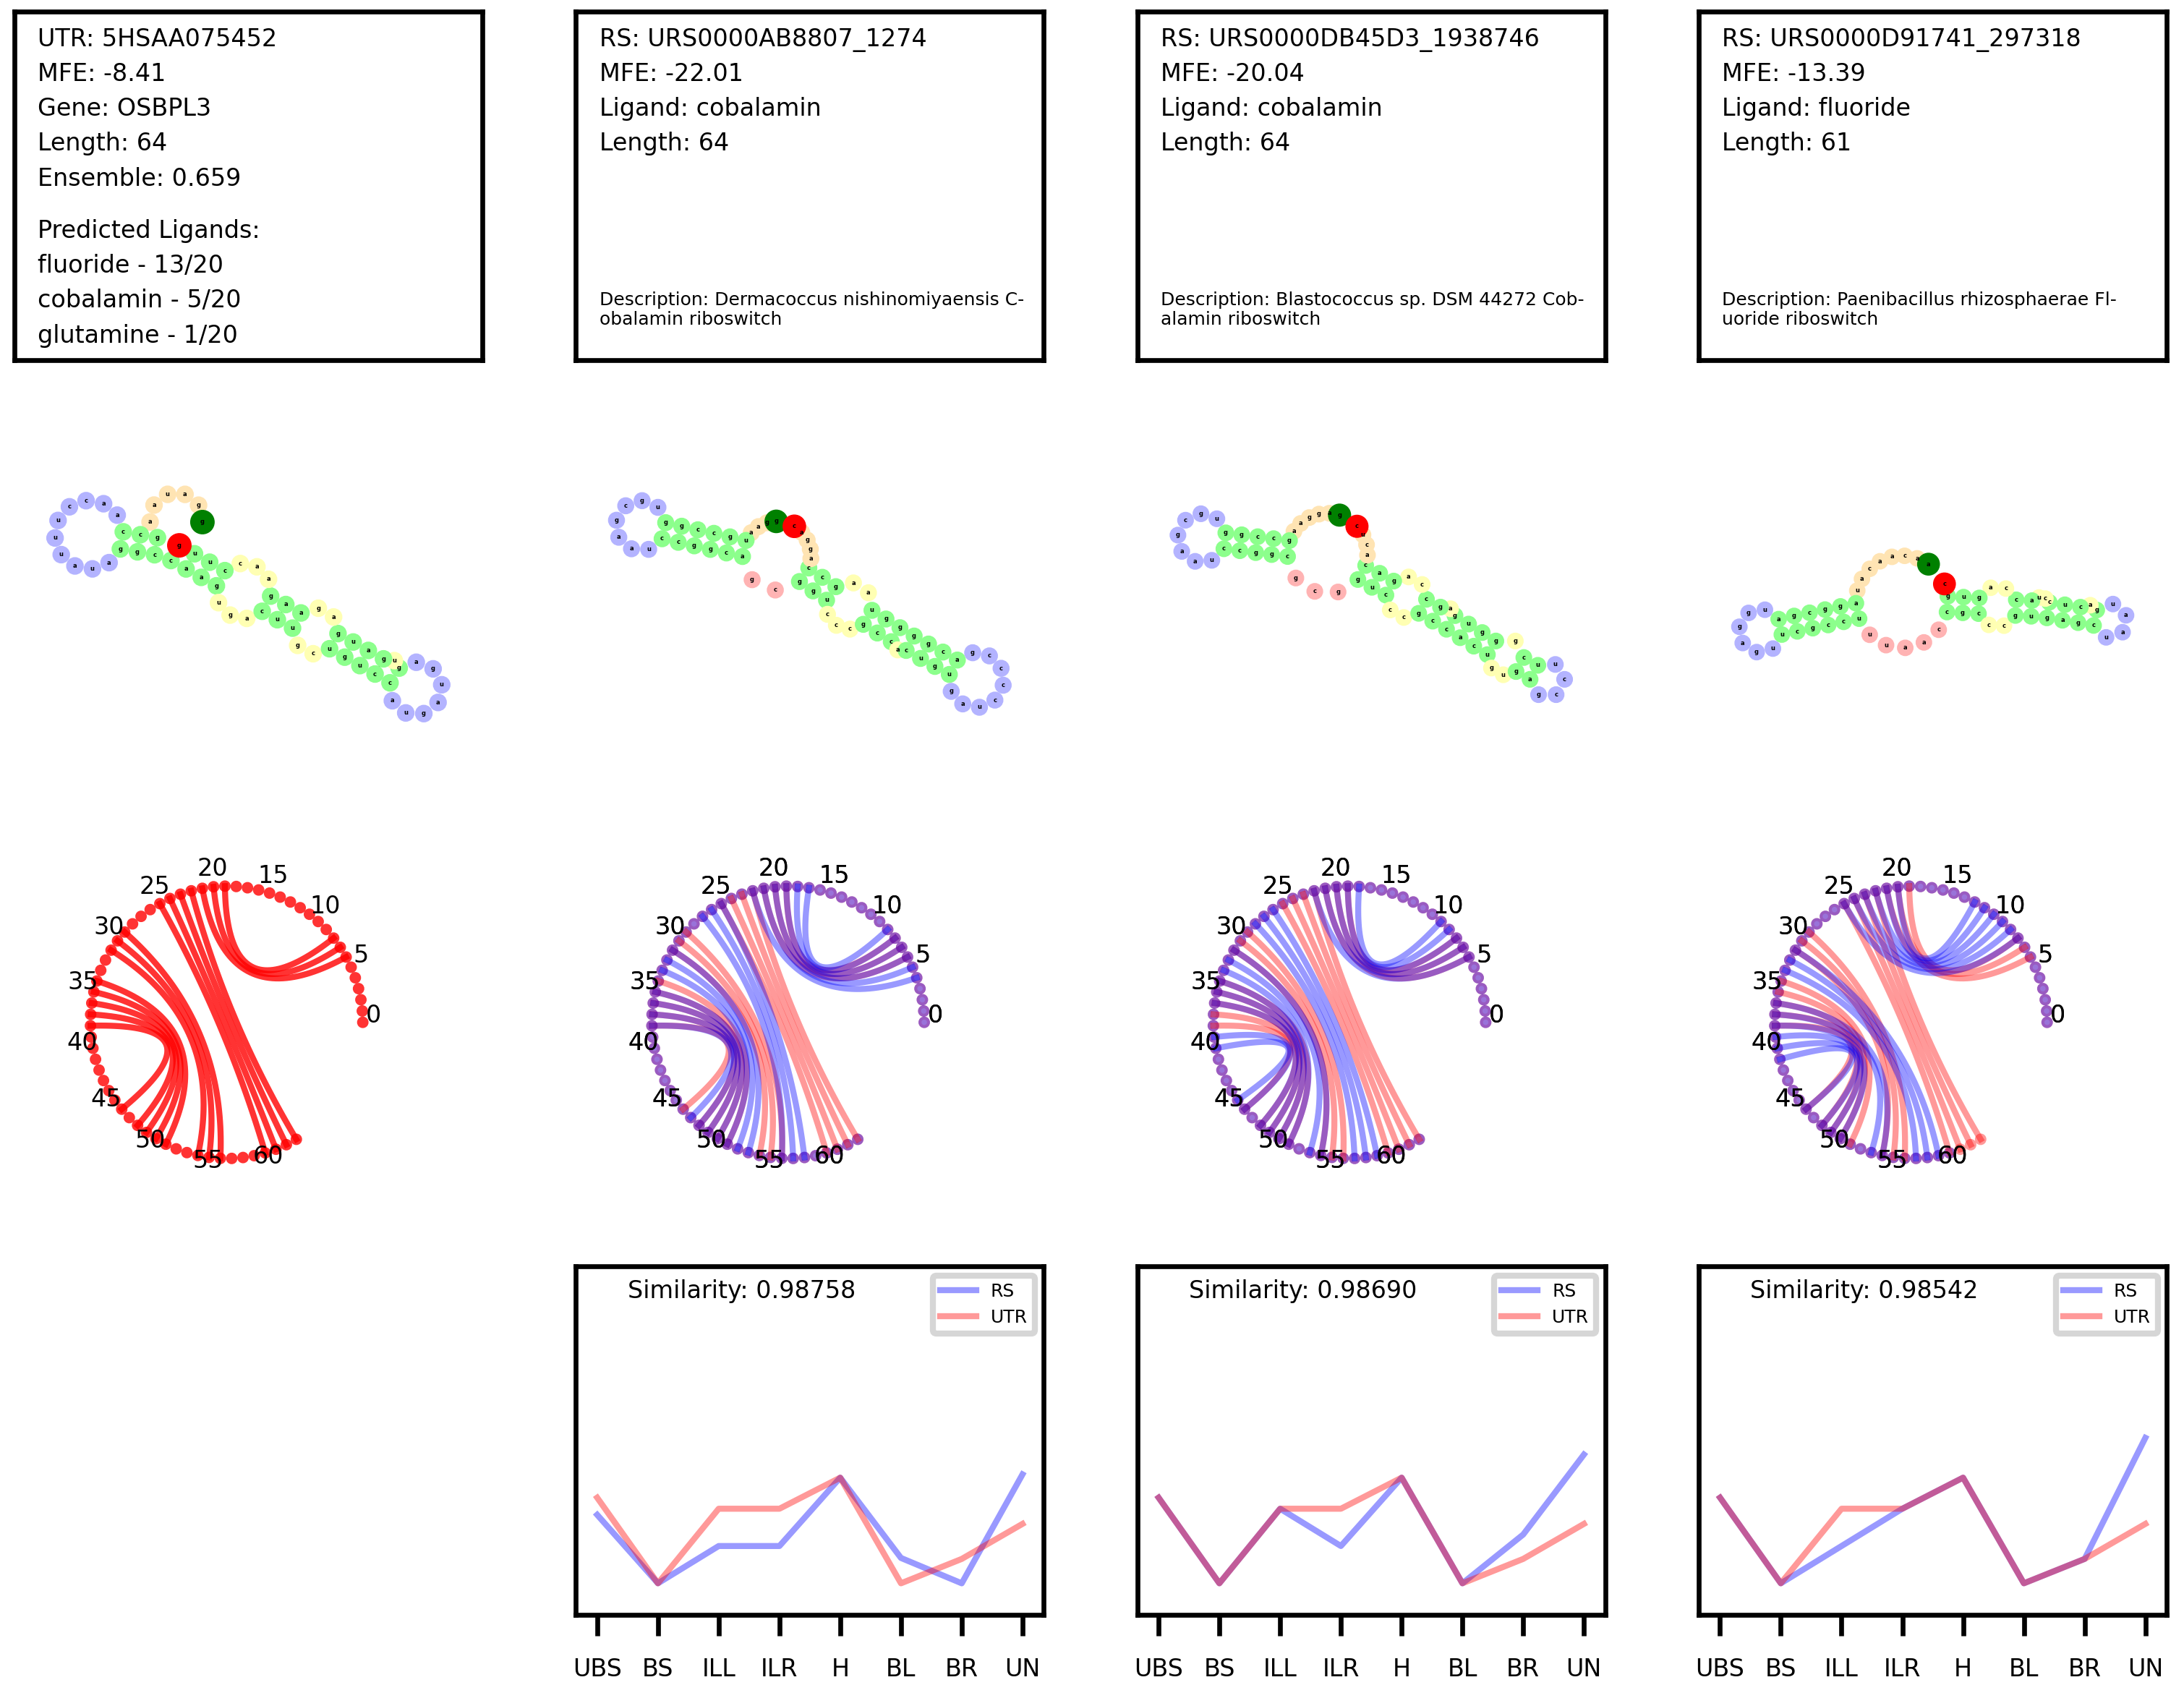 UTR: 5HSAA075452
MFE: -8.41
Gene: OSBPL3
Length: 64
Ensemble: 0.659
Predicted Ligands:
fluoride - 13/20
cobalamin - 5/20
glutamine - 1/20
RS: URS0000AB8807_1274
MFE: -22.01
Ligand: cobalamin
Length: 64
Description: Dermacoccus nishinomiyaensis C-
obalamin riboswitch
RS: URS0000DB45D3_1938746
MFE: -20.04
Ligand: cobalamin
Length: 64
Description: Blastococcus sp. DSM 44272 Cob-
alamin riboswitch
RS: URS0000D91741_297318
MFE: -13.39
Ligand: fluoride
Length: 61
Description: Paenibacillus rhizosphaerae Fl-
uoride riboswitch
0 5 10 15 20 25 30 35 40 45 50 55 60
0 5 10 15 20 25 30 35 40 45 50 55 60
0 5 10 15 20 25 30 35 40 45 50 55 60
0 5 10 15 20 25 30 35 40 45 50 55 60
Similarity: 0.98758
RS
UTR
UBS BS ILL ILR H BL BR UN
Similarity: 0.98690
RS
UTR
UBS BS ILL ILR H BL BR UN
Similarity: 0.98542
RS
UTR
UBS BS ILL ILR H BL BR UN